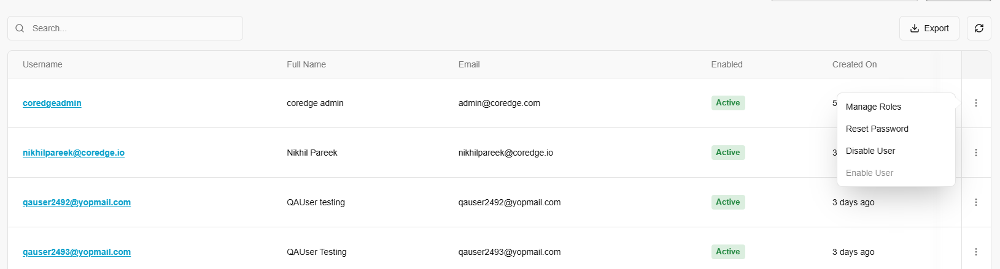 Search...
Export
Username Full Name Email Enabled Created On
coredgeadmin coredge admin admin@coredge.com Active 5
Manage Roles
Reset Password
Disable User
Enable User
nikhilpareek@coredge.io Nikhil Pareek nikhilpareek@coredge.io Active 3
qauser2492@yopmail.com QAUser testing qauser2492@yopmail.com Active 3 days ago
qauser2493@yopmail.com QAUser Testing qauser2493@yopmail.com Active 3 days ago